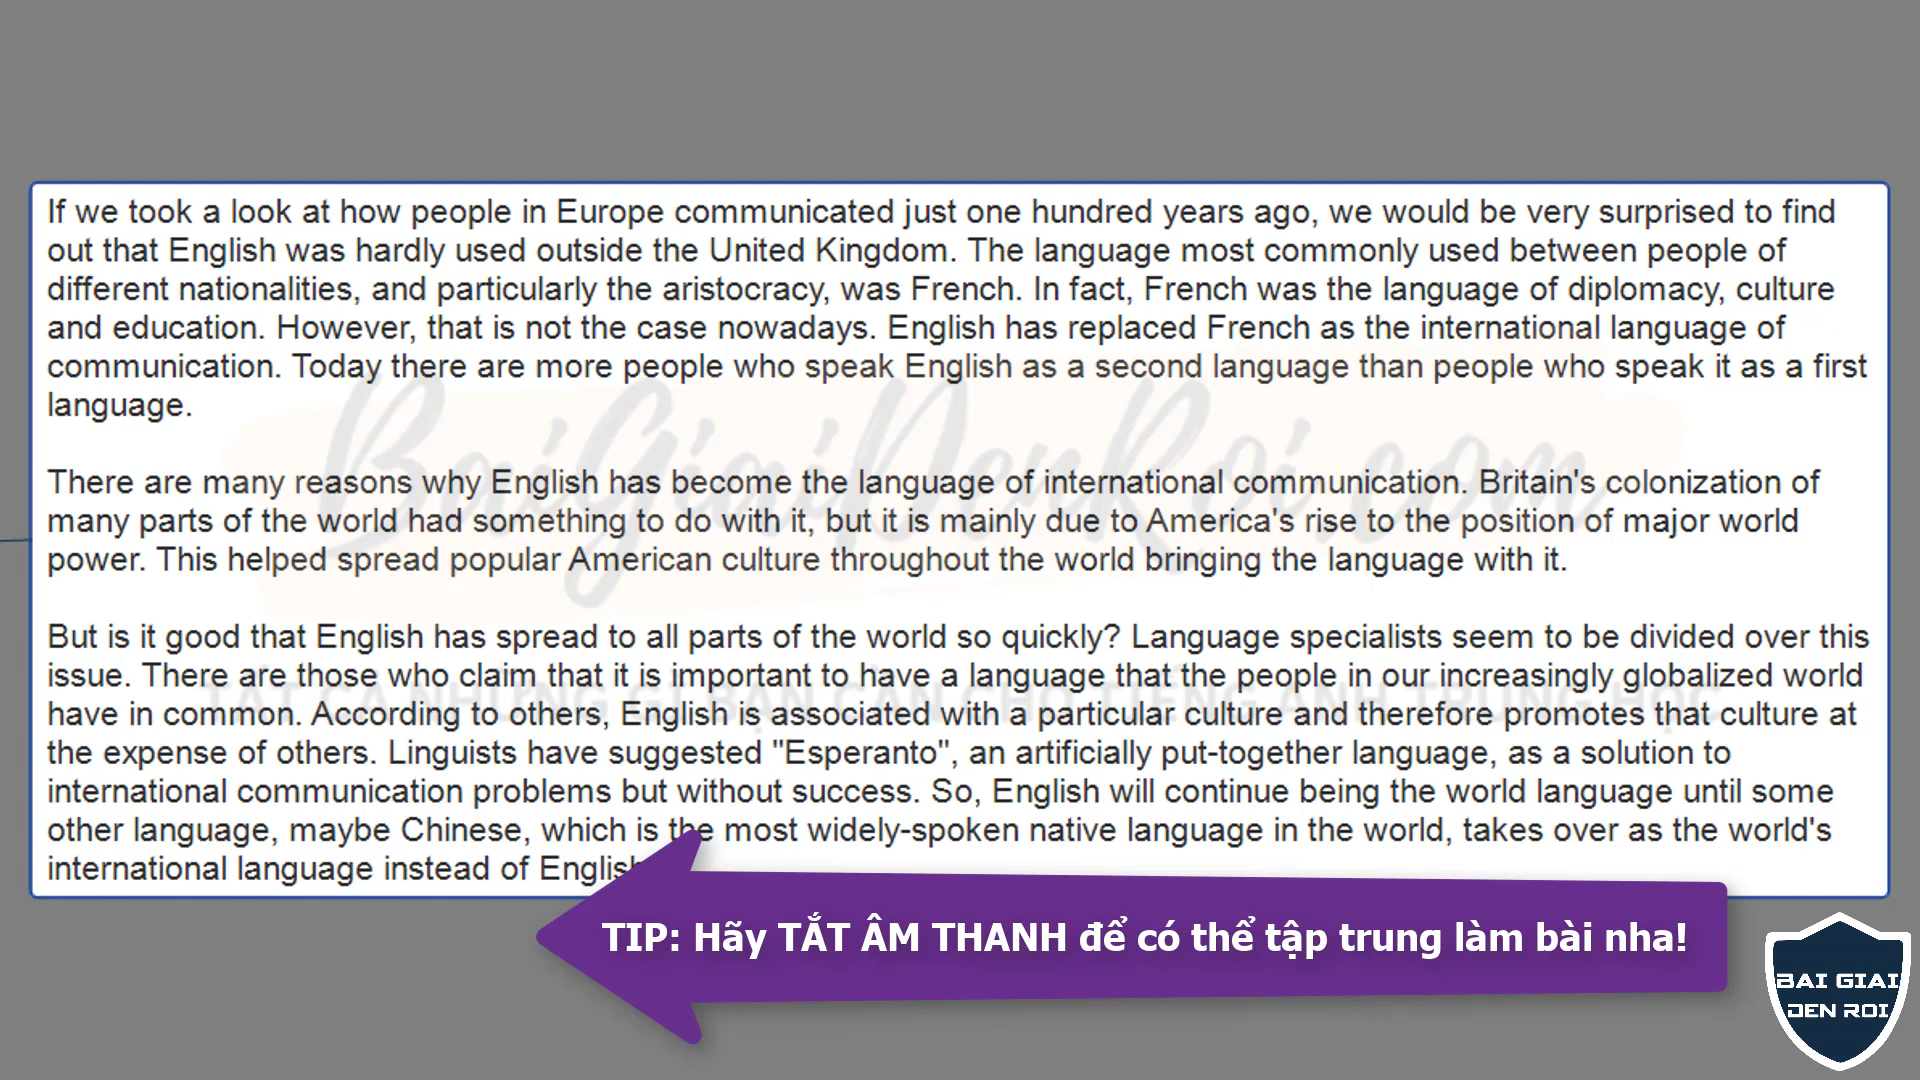 If we took a look at how people in Europe communicated just one hundred years ago, we would be very surprised to find
out that English was hardly used outside the United Kingdom. The language most commonly used between people of
different nationalities, and particularly the aristocracy, was French. In fact, French was the language of diplomacy, culture
and education. However, that is not the case nowadays. English has replaced French as the international language of
communication. Today there are more people who speak English as a second language than people who speak it as a first
language.
There are many reasons why English has become the language of international communication. Britain's colonization of
many parts of the world had something to do with it, but it is mainly due to America's rise to the position of major world
power. This helped spread popular American culture throughout the world bringing the language with it.
But is it good that English has spread to all parts of the world so quickly? Language specialists seem to be divided over this
issue. There are those who claim that it is important to have a language that the people in our increasingly globalized world
have in common. According to others, English is associated with a particular culture and therefore promotes that culture at
the expense of others. Linguists have suggested "Esperanto", an artificially put-together language, as a solution to
international communication problems but without success. So, English will continue being the world language until some
other language, maybe Chinese, which is the most widely-spoken native language in the world, takes over as the world's
international language instead of English
BaiGiaiDenRoi.com
TẤT CẢ NHỮNG GÌ BẠN CẦN CHO TIẾNG ANH TRUNG HỌC
TIP: Hãy TẮT ÂM THANH để có thể tập trung làm bài nha!
BAI GIAI
DEN ROI